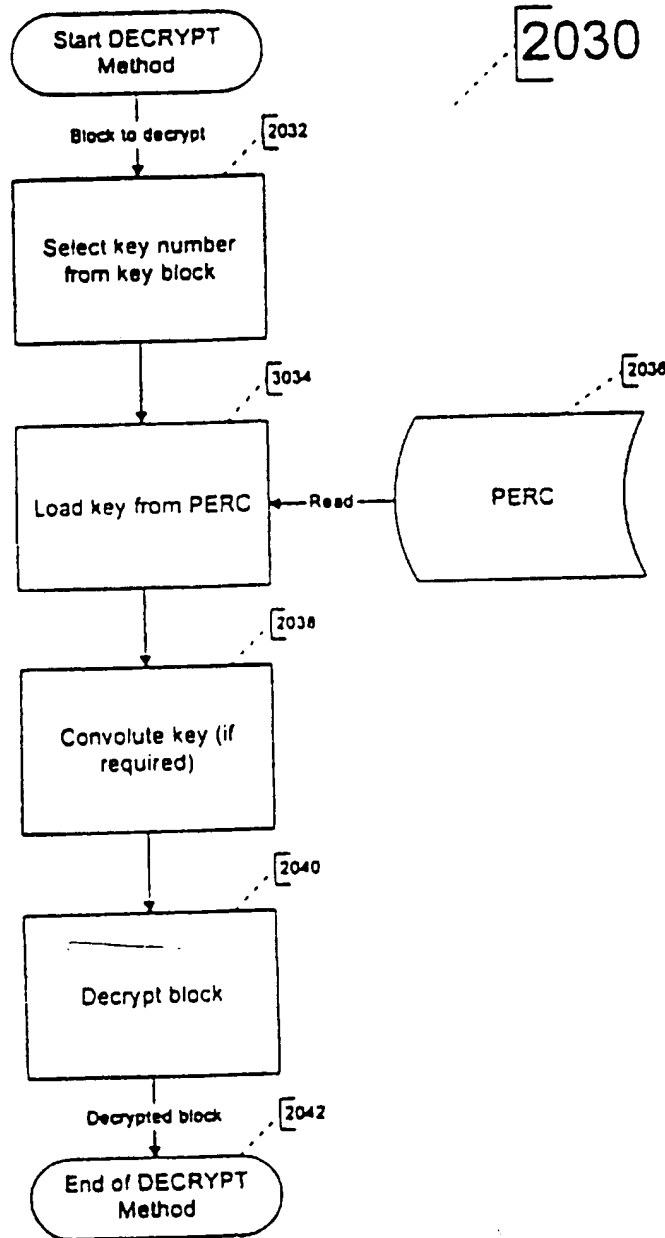 Start DECRYPT
Method
2030
Block to decrypt
2032
Select key number
from key block
3034
2036
Load key from PERC
Read
PERC
2038
Convolute key (if
required)
2040
Decrypt block
Decrypted block
2042
End of DECRYPT
Method